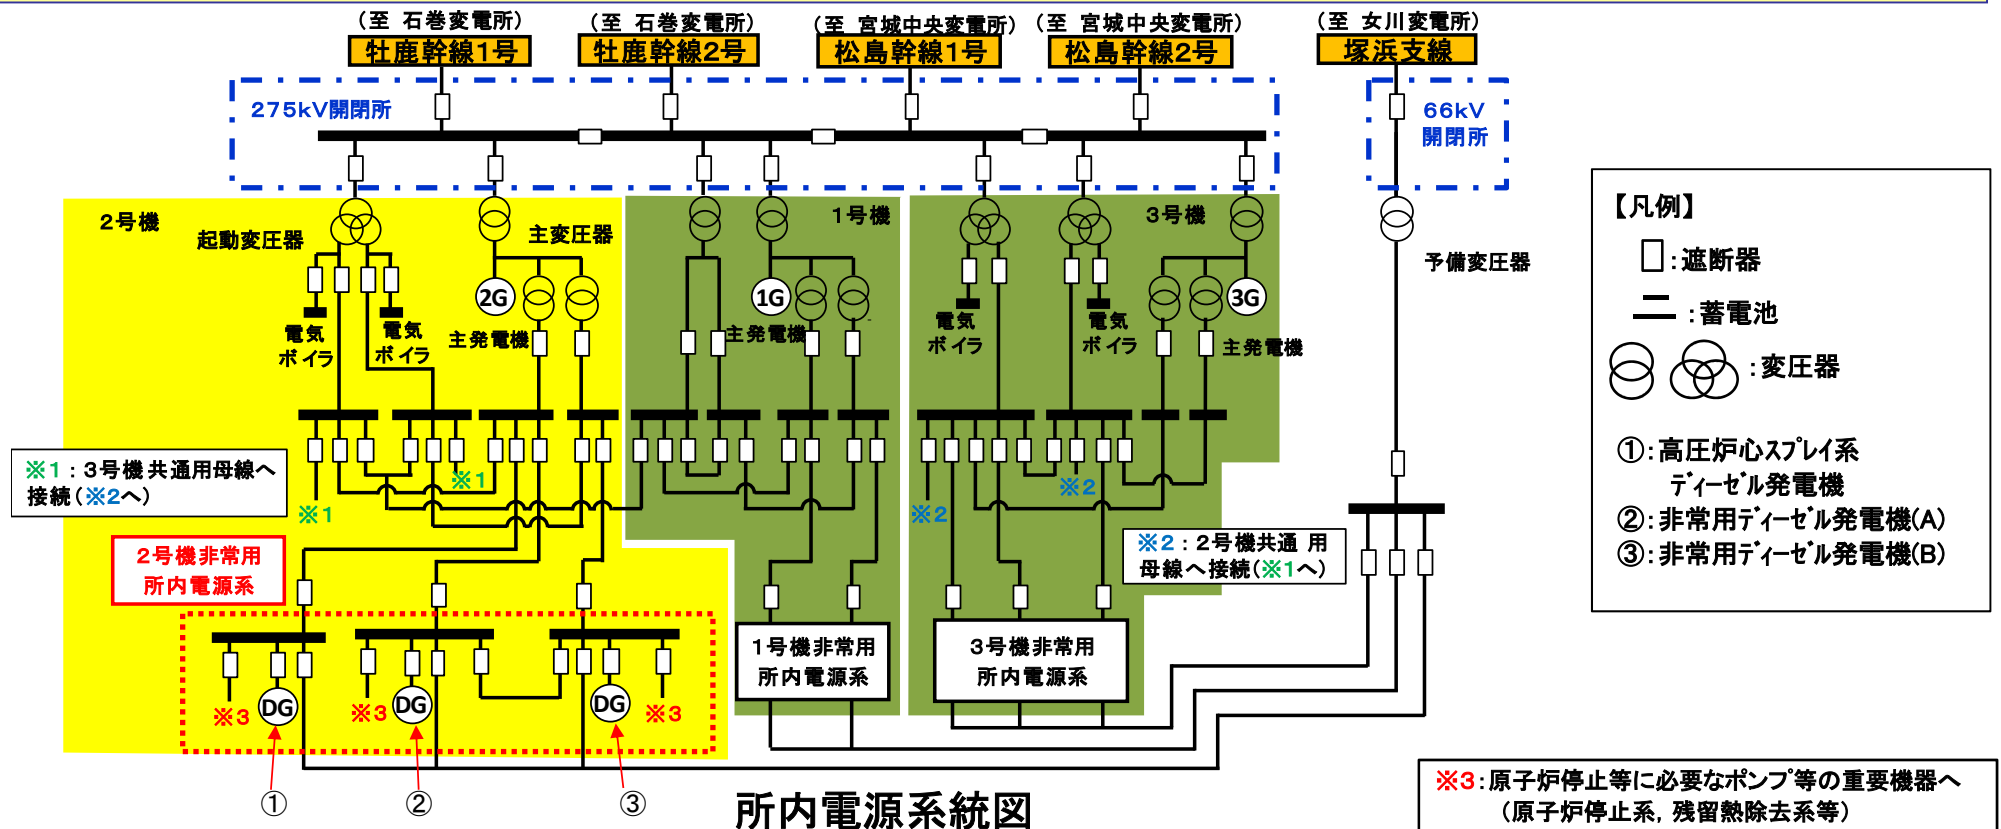 (至 石巻変電所)
牡鹿幹線1号
(至 石巻変電所)
牡鹿幹線2号
(至 宮城中央変電所)
松島幹線1号
(至 宮城中央変電所)
松島幹線2号
(至 女川変電所)
塚浜支線
275kV開閉所
66kV
開閉所
2号機
起動変圧器
主変圧器
1号機
3号機
予備変圧器
2G
1G
3G
電気
ボイラ
電気
ボイラ
主発電機
主発電機
電気
ボイラ
電気
ボイラ
主発電機
【凡例】
:遮断器
:蓄電池
:変圧器
①:高圧炉心スプレイ系
ディーゼル発電機
②:非常用ディーゼル発電機(A)
③:非常用ディーゼル発電機(B)
※1:3号機共通用母線へ
接続(※2へ)
※1
※1
※2
※2
※2:2号機共通 用
母線へ接続(※1へ)
2号機非常用
所内電源系
1号機非常用
所内電源系
3号機非常用
所内電源系
※3
DG
※3
DG
DG
※3
①
②
③
所内電源系統図
※3:原子炉停止等に必要なポンプ等の重要機器へ
(原子炉停止系,残留熱除去系等)